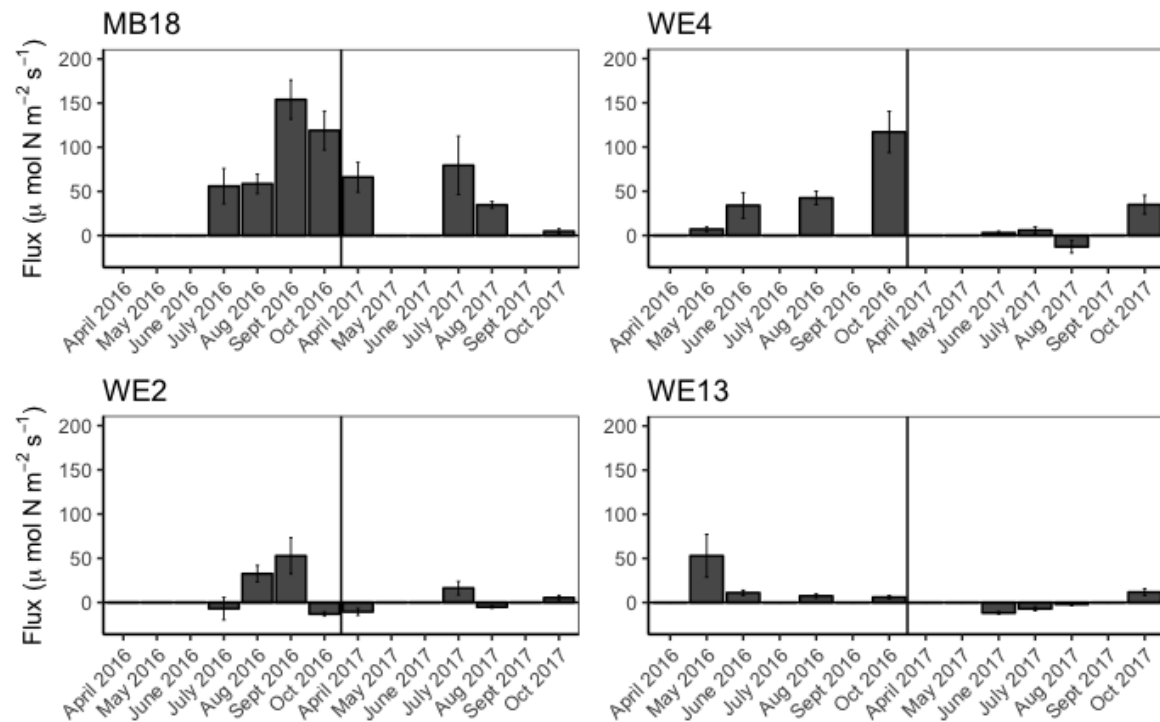 MB18
Flux (μ mol N m⁻² s⁻¹)
200
150
100
50
0
April 2016
May 2016
June 2016
July 2016
Aug 2016
Sept 2016
Oct 2016
April 2017
May 2017
June 2017
July 2017
Aug 2017
Sept 2017
Oct 2017
WE4
200
150
100
50
0
April 2016
May 2016
June 2016
July 2016
Aug 2016
Sept 2016
Oct 2016
April 2017
May 2017
June 2017
July 2017
Aug 2017
Sept 2017
Oct 2017
WE2
Flux (μ mol N m⁻² s⁻¹)
200
150
100
50
0
April 2016
May 2016
June 2016
July 2016
Aug 2016
Sept 2016
Oct 2016
April 2017
May 2017
June 2017
July 2017
Aug 2017
Sept 2017
Oct 2017
WE13
200
150
100
50
0
April 2016
May 2016
June 2016
July 2016
Aug 2016
Sept 2016
Oct 2016
April 2017
May 2017
June 2017
July 2017
Aug 2017
Sept 2017
Oct 2017